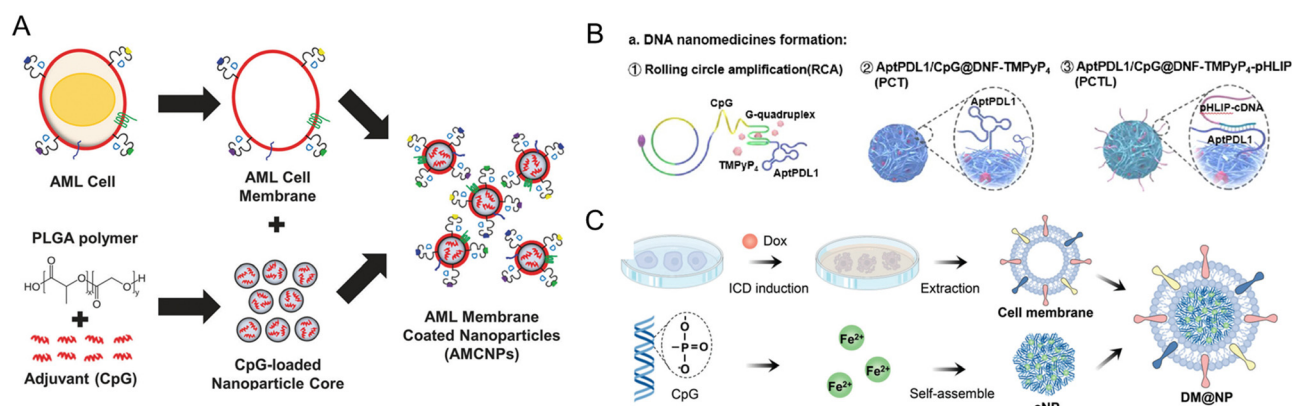 A
AML Cell
AML Cell
Membrane
PLGA polymer
HO
O
O
O
O
x
y
H
Adjuvant (CpG)
CpG-loaded
Nanoparticle Core
AML Membrane
Coated Nanoparticles
(AMCNPs)
B
a. DNA nanomedicines formation:
① Rolling circle amplification(RCA)
CpG
G-quadruplex
TMPyP₄
AptPDL1
② AptPDL1/CpG@DNF-TMPyP₄
(PCT)
AptPDL1
③ AptPDL1/CpG@DNF-TMPyP₄-pHLIP
(PCTL)
pHLIP-cDNA
AptPDL1
C
Dox
ICD induction
Extraction
Cell membrane
O
-P=O
O
O
CpG
Fe²⁺
Fe²⁺
Fe²⁺
Self-assemble
DM@NP